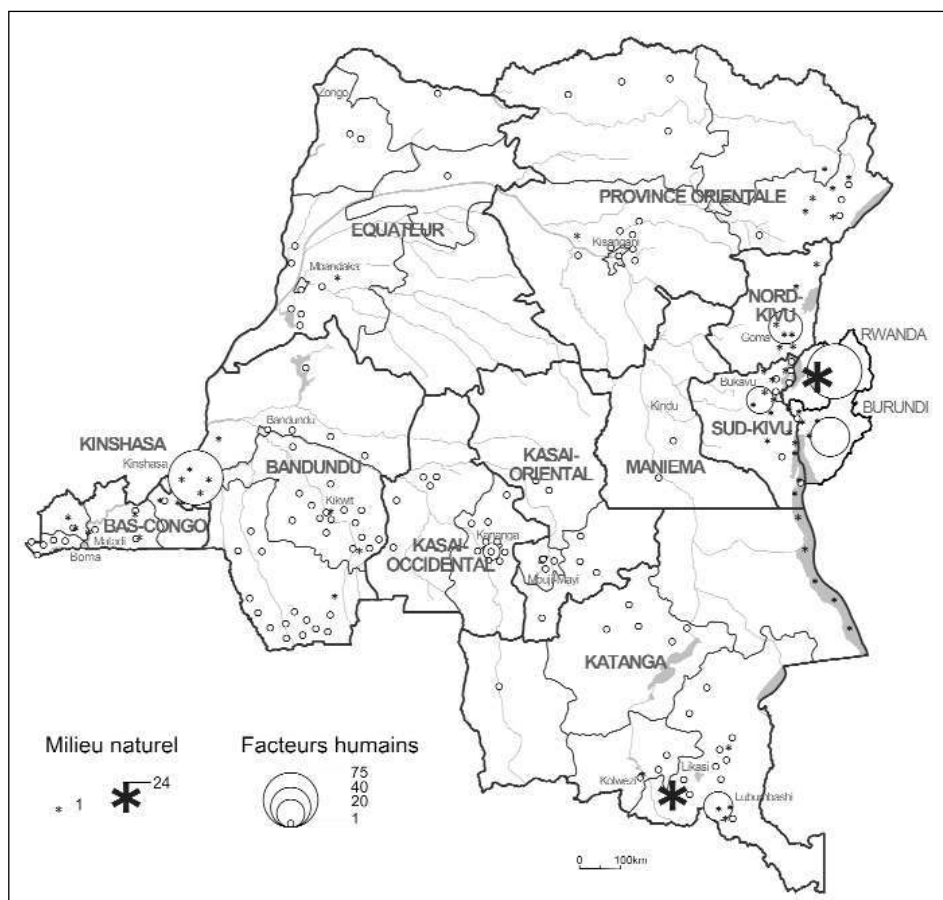 Zongo
PROVINCE ORIENTALE
EQUATEUR
Kisangani
Mbandaka
NORD-
KIVU
Goma
RWANDA
Bukavu
BURUNDI
Kindu
SUD-KIVU
Bandundu
KINSHASA
Kinshasa
BANDUNDU
KASAI-
ORIENTAL
MANIEMA
Kikwit
BAS-CONGO
Matadi
Boma
Kananga
KASAI-
OCCIDENTAL
Mbuji-Mayi
KATANGA
Milieu naturel
Facteurs humains
1
24
75
40
20
1
Kolwezi
Likasi
Lubumbashi
0 100km